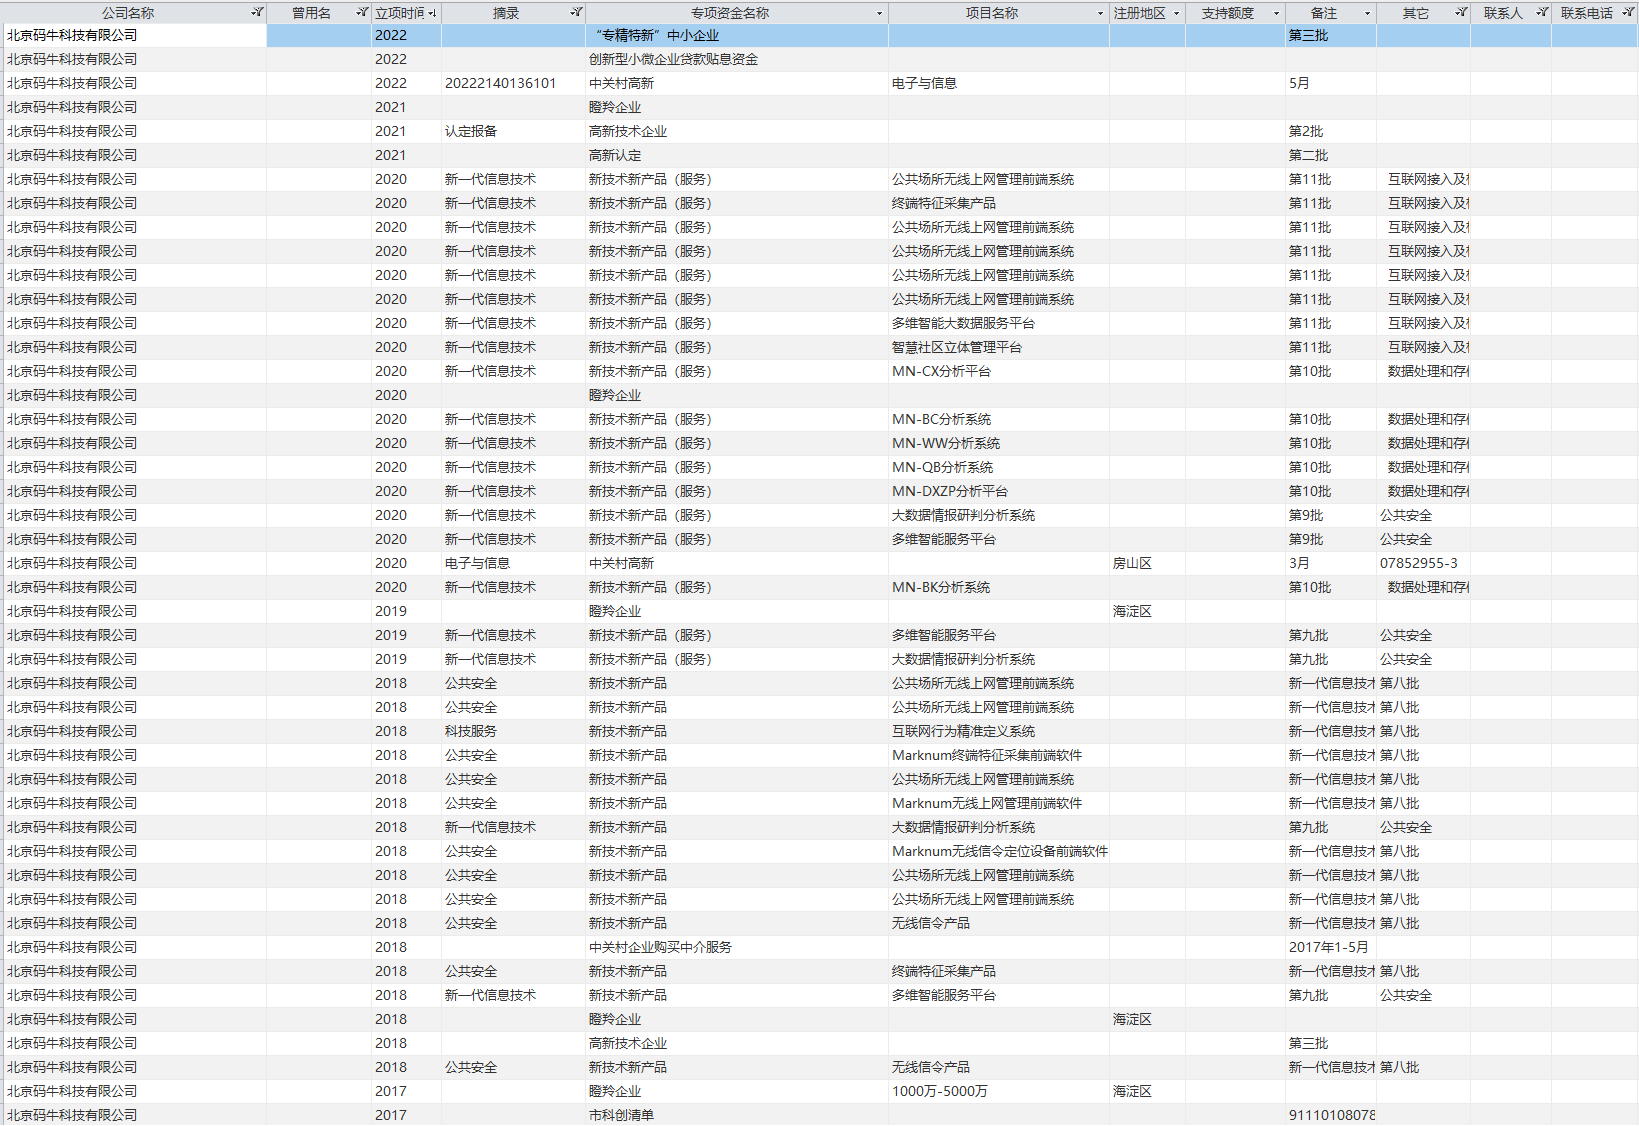 公司名称 曾用名 立项时间 摘录 专项资金名称 项目名称 注册地区 支持额度 备注 其它 联系人 联系电话
北京码牛科技有限公司 2022 “专精特新”中小企业 第三批
北京码牛科技有限公司 2022 创新型小微企业贷款贴息资金
北京码牛科技有限公司 2022 20222140136101 中关村高新 电子与信息 5月
北京码牛科技有限公司 2021 瞪羚企业
北京码牛科技有限公司 2021 认定报备 高新技术企业 第2批
北京码牛科技有限公司 2021 高新认定 第二批
北京码牛科技有限公司 2020 新一代信息技术 新技术新产品（服务） 公共场所无线上网管理前端系统 第11批 互联网接入及
北京码牛科技有限公司 2020 新一代信息技术 新技术新产品（服务） 终端特征采集产品 第11批 互联网接入及
北京码牛科技有限公司 2020 新一代信息技术 新技术新产品（服务） 公共场所无线上网管理前端系统 第11批 互联网接入及
北京码牛科技有限公司 2020 新一代信息技术 新技术新产品（服务） 公共场所无线上网管理前端系统 第11批 互联网接入及
北京码牛科技有限公司 2020 新一代信息技术 新技术新产品（服务） 公共场所无线上网管理前端系统 第11批 互联网接入及
北京码牛科技有限公司 2020 新一代信息技术 新技术新产品（服务） 公共场所无线上网管理前端系统 第11批 互联网接入及
北京码牛科技有限公司 2020 新一代信息技术 新技术新产品（服务） 多维智能大数据服务平台 第11批 互联网接入及
北京码牛科技有限公司 2020 新一代信息技术 新技术新产品（服务） 智慧社区立体管理平台 第11批 互联网接入及
北京码牛科技有限公司 2020 新一代信息技术 新技术新产品（服务） MN-CX分析平台 第10批 数据处理和存
北京码牛科技有限公司 2020 瞪羚企业
北京码牛科技有限公司 2020 新一代信息技术 新技术新产品（服务） MN-BC分析系统 第10批 数据处理和存
北京码牛科技有限公司 2020 新一代信息技术 新技术新产品（服务） MN-WW分析系统 第10批 数据处理和存
北京码牛科技有限公司 2020 新一代信息技术 新技术新产品（服务） MN-QB分析系统 第10批 数据处理和存
北京码牛科技有限公司 2020 新一代信息技术 新技术新产品（服务） MN-DXZP分析平台 第10批 数据处理和存
北京码牛科技有限公司 2020 新一代信息技术 新技术新产品（服务） 大数据情报研判分析系统 第9批 公共安全
北京码牛科技有限公司 2020 新一代信息技术 新技术新产品（服务） 多维智能服务平台 第9批 公共安全
北京码牛科技有限公司 2020 电子与信息 中关村高新 房山区 3月 07852955-3
北京码牛科技有限公司 2020 新一代信息技术 新技术新产品（服务） MN-BK分析系统 第10批 数据处理和存
北京码牛科技有限公司 2019 瞪羚企业 海淀区
北京码牛科技有限公司 2019 新一代信息技术 新技术新产品（服务） 多维智能服务平台 第九批 公共安全
北京码牛科技有限公司 2019 新一代信息技术 新技术新产品（服务） 大数据情报研判分析系统 第九批 公共安全
北京码牛科技有限公司 2018 公共安全 新技术新产品 公共场所无线上网管理前端系统 新一代信息技术 第八批
北京码牛科技有限公司 2018 公共安全 新技术新产品 公共场所无线上网管理前端系统 新一代信息技术 第八批
北京码牛科技有限公司 2018 科技服务 新技术新产品 互联网行为精准定义系统 新一代信息技术 第八批
北京码牛科技有限公司 2018 公共安全 新技术新产品 Marknum终端特征采集前端软件 新一代信息技术 第八批
北京码牛科技有限公司 2018 公共安全 新技术新产品 公共场所无线上网管理前端系统 新一代信息技术 第八批
北京码牛科技有限公司 2018 公共安全 新技术新产品 Marknum无线上网管理前端软件 新一代信息技术 第八批
北京码牛科技有限公司 2018 新一代信息技术 新技术新产品 大数据情报研判分析系统 第九批 公共安全
北京码牛科技有限公司 2018 公共安全 新技术新产品 Marknum无线信令定位设备前端软件 新一代信息技术 第八批
北京码牛科技有限公司 2018 公共安全 新技术新产品 公共场所无线上网管理前端系统 新一代信息技术 第八批
北京码牛科技有限公司 2018 公共安全 新技术新产品 公共场所无线上网管理前端系统 新一代信息技术 第八批
北京码牛科技有限公司 2018 公共安全 新技术新产品 无线信令产品 新一代信息技术 第八批
北京码牛科技有限公司 2018 中关村企业购买中介服务 2017年1-5月
北京码牛科技有限公司 2018 公共安全 新技术新产品 终端特征采集产品 新一代信息技术 第八批
北京码牛科技有限公司 2018 新一代信息技术 新技术新产品 多维智能服务平台 第九批 公共安全
北京码牛科技有限公司 2018 瞪羚企业 海淀区
北京码牛科技有限公司 2018 高新技术企业 第三批
北京码牛科技有限公司 2018 公共安全 新技术新产品 无线信令产品 新一代信息技术 第八批
北京码牛科技有限公司 2017 瞪羚企业 1000万-5000万 海淀区
北京码牛科技有限公司 2017 市科创清单 91110108078